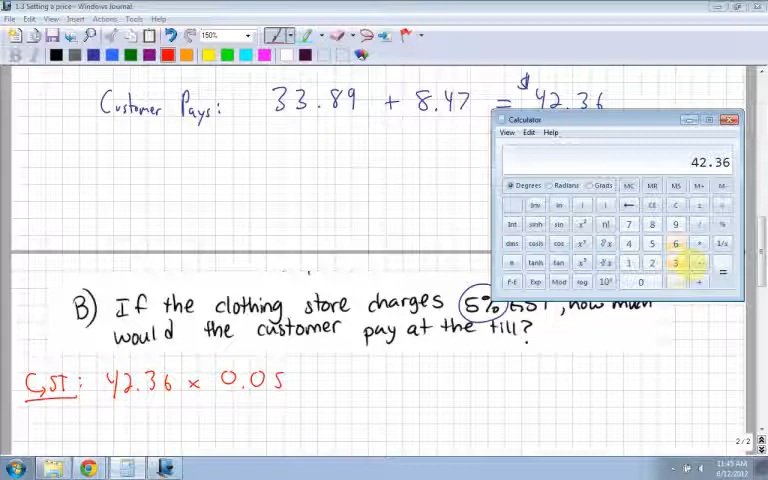 1.3 Setting a price - Windows Journal
File Edit View Insert Actions Tools Help
150%
Customer Pays: 33.89 + 8.47 = $42.36
Calculator
View Edit Help
42.36
Degrees Radians Grads MC MR MS M+ M-
Inv ln ( ) ← CE C ±
Int sinh sin x² n! 7 8 9 / %
dms cosh cos 4 5 6 * 1/x
π tanh tan x³ 1 2 3 - =
F-E Exp Mod log 0 +
B) If the clothing store charges 5% GST, how much
would the customer pay at the till?
GST: 42.36 × 0.05
2 / 2
11:45 AM
6/12/2012